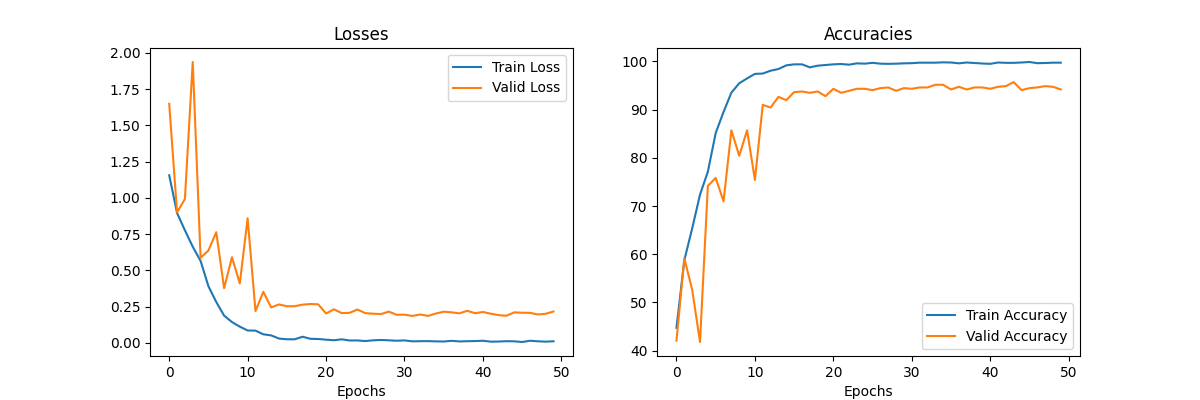 Losses
2.00
1.75
1.50
1.25
1.00
0.75
0.50
0.25
0.00
0 10 20 30 40 50
Epochs
Train Loss
Valid Loss
Accuracies
100
90
80
70
60
50
40
0 10 20 30 40 50
Epochs
Train Accuracy
Valid Accuracy